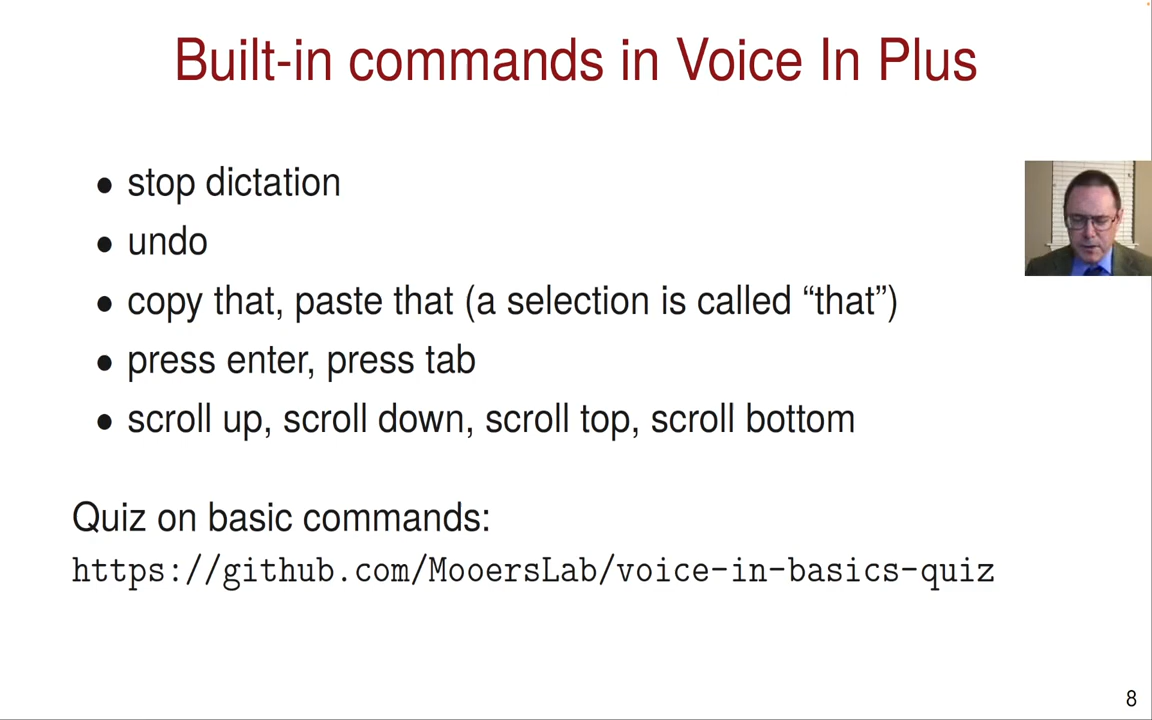 Built-in commands in Voice In Plus
• stop dictation
• undo
• copy that, paste that (a selection is called “that”)
• press enter, press tab
• scroll up, scroll down, scroll top, scroll bottom
Quiz on basic commands:
https://github.com/MooersLab/voice-in-basics-quiz
8